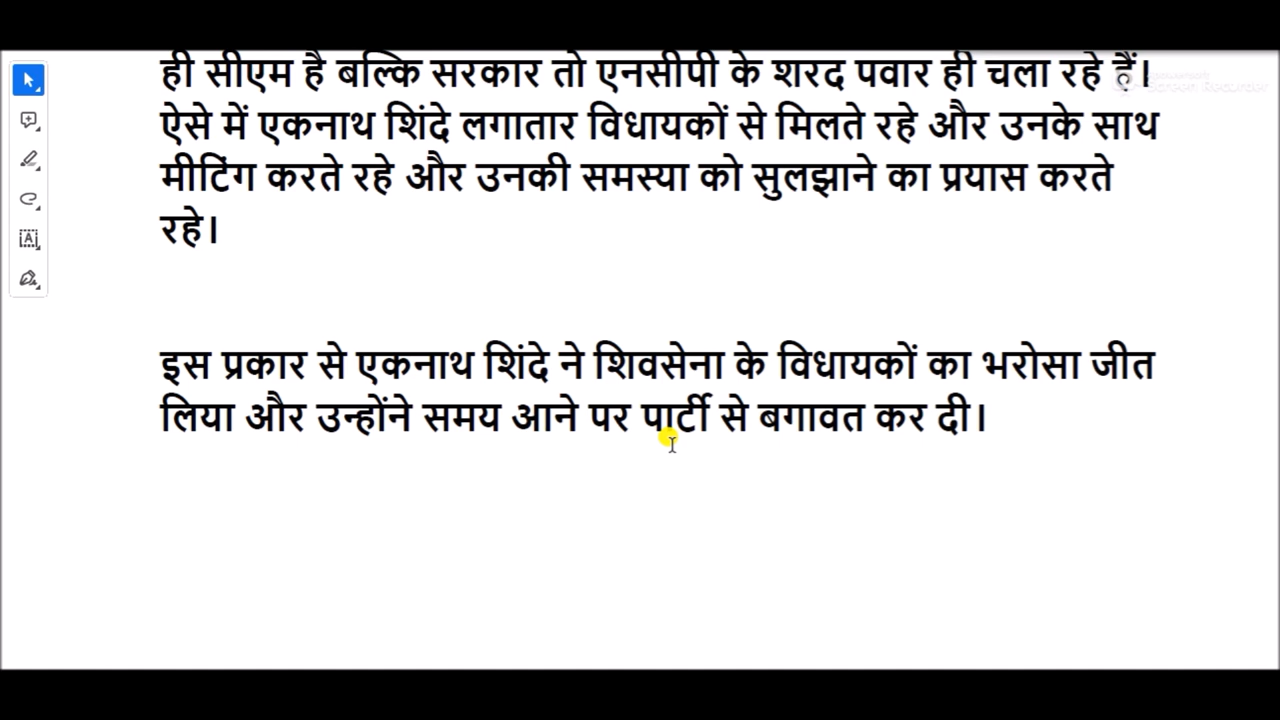 ही सीएम है बल्कि सरकार तो एनसीपी के शरद पवार ही चला रहे हैं।
Screen Recorder
ऐसे में एकनाथ शिंदे लगातार विधायकों से मिलते रहे और उनके साथ
मीटिंग करते रहे और उनकी समस्या को सुलझाने का प्रयास करते
रहे।
इस प्रकार से एकनाथ शिंदे ने शिवसेना के विधायकों का भरोसा जीत
लिया और उन्होंने समय आने पर पार्टी से बगावत कर दी।